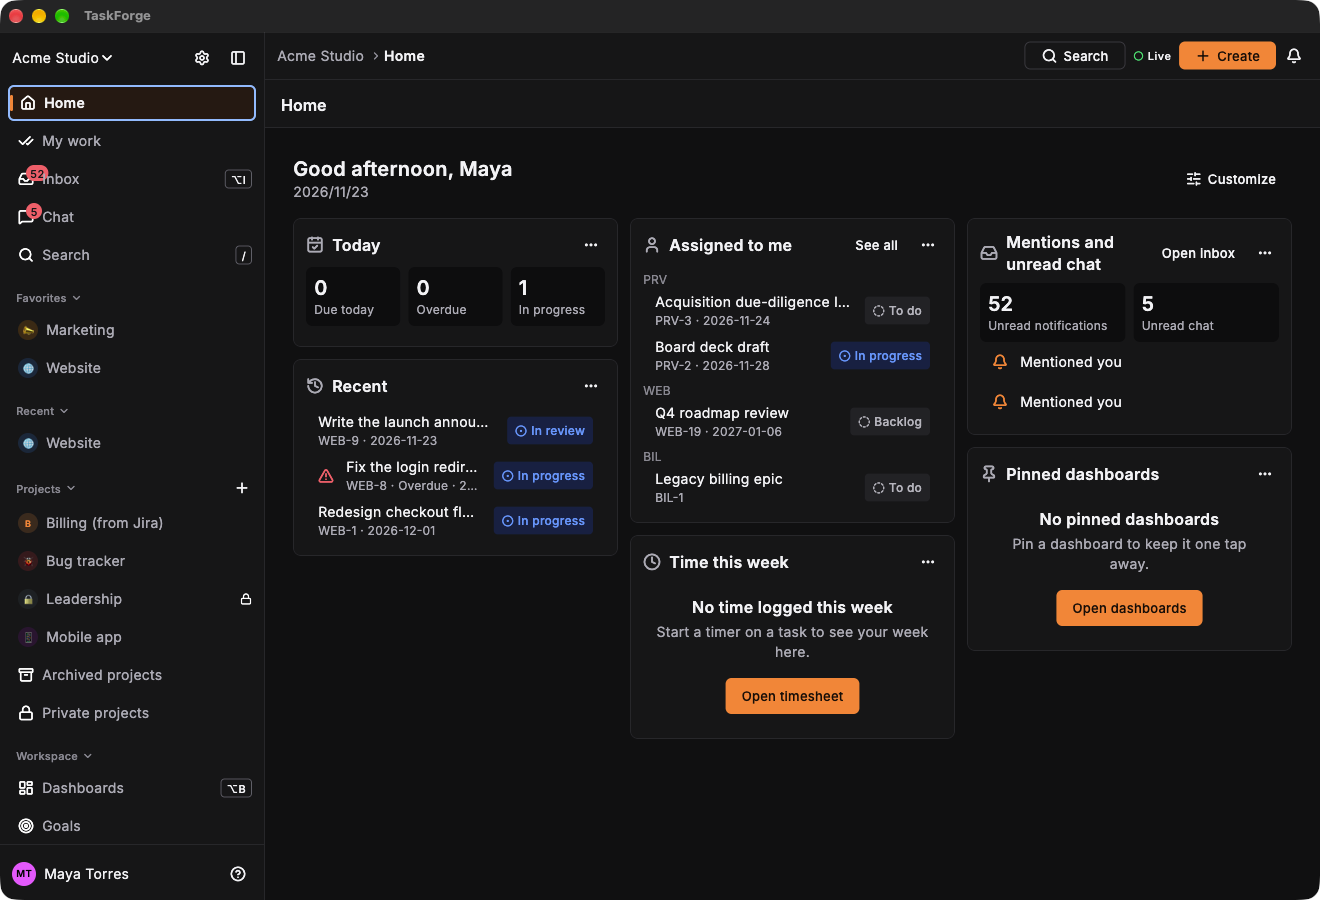 TaskForge
Acme Studio
Home
My work
52
Inbox
⌥I
5
Chat
Search
/
Favorites
Marketing
Website
Recent
Website
Projects
B
Billing (from Jira)
Bug tracker
Leadership
Mobile app
Archived projects
Private projects
Workspace
Dashboards
⌥B
Goals
MT
Maya Torres
Acme Studio
Home
Search
Live
Create
Home
Good afternoon, Maya
2026/11/23
Customize
Today
0
Due today
0
Overdue
1
In progress
Recent
Write the launch annou...
WEB-9 · 2026-11-23
In review
Fix the login redir...
WEB-8 · Overdue · 2...
In progress
Redesign checkout fl...
WEB-1 · 2026-12-01
In progress
Assigned to me
See all
PRV
Acquisition due-diligence l...
PRV-3 · 2026-11-24
To do
Board deck draft
PRV-2 · 2026-11-28
In progress
WEB
Q4 roadmap review
WEB-19 · 2027-01-06
Backlog
BIL
Legacy billing epic
BIL-1
To do
Time this week
No time logged this week
Start a timer on a task to see your week
here.
Open timesheet
Mentions and
unread chat
Open inbox
52
Unread notifications
5
Unread chat
Mentioned you
Mentioned you
Pinned dashboards
No pinned dashboards
Pin a dashboard to keep it one tap
away.
Open dashboards